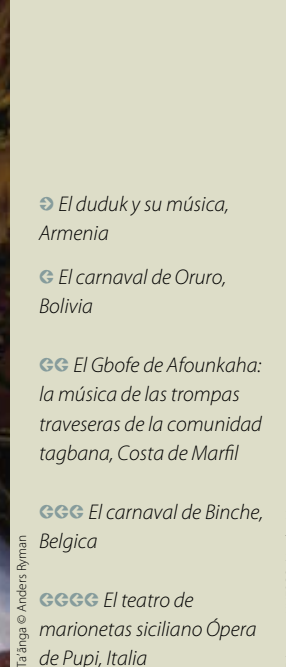 El duduk y su música,
Armenia
El carnaval de Oruro,
Bolivia
El Gbofe de Afounkaha:
la música de las trompas
traveseras de la comunidad
tagbana, Costa de Marfil
El carnaval de Binche,
Belgica
El teatro de
marionetas siciliano Ópera
de Pupi, Italia
Ta'ānga © Anders Ryman